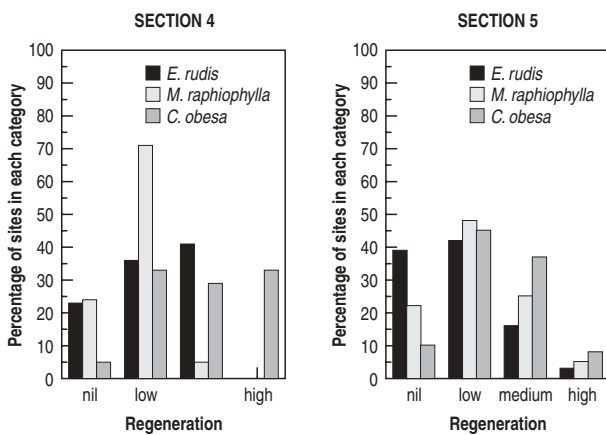 SECTION 4
Percentage of sites in each category
100
90
80
70
60
50
40
30
20
10
0
E. rudis
M. raphiophylla
C. obesa
nil low high
Regeneration
SECTION 5
Percentage of sites in each category
100
90
80
70
60
50
40
30
20
10
0
E. rudis
M. raphiophylla
C. obesa
nil low medium high
Regeneration